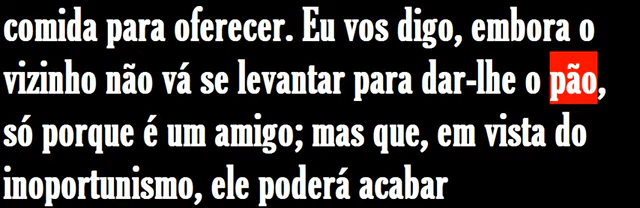 comida para oferecer. Eu vos digo, embora o
vizinho não vá se levantar para dar-lhe o pão,
só porque é um amigo; mas que, em vista do
inoportunismo, ele poderá acabar